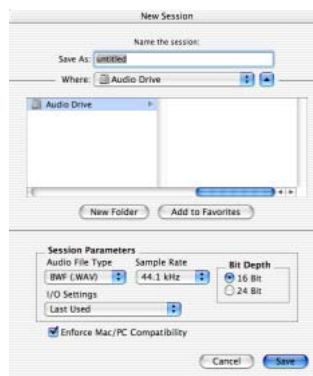 New Session
Name the session:
Save As: untitled
Where: Audio Drive
Audio Drive
New Folder Add to Favorites
Session Parameters
Audio File Type Sample Rate Bit Depth
BWF (.WAV) 44.1 kHz 16 Bit
24 Bit
I/O Settings
Last Used
Enforce Mac/PC Compatibility
Cancel Save